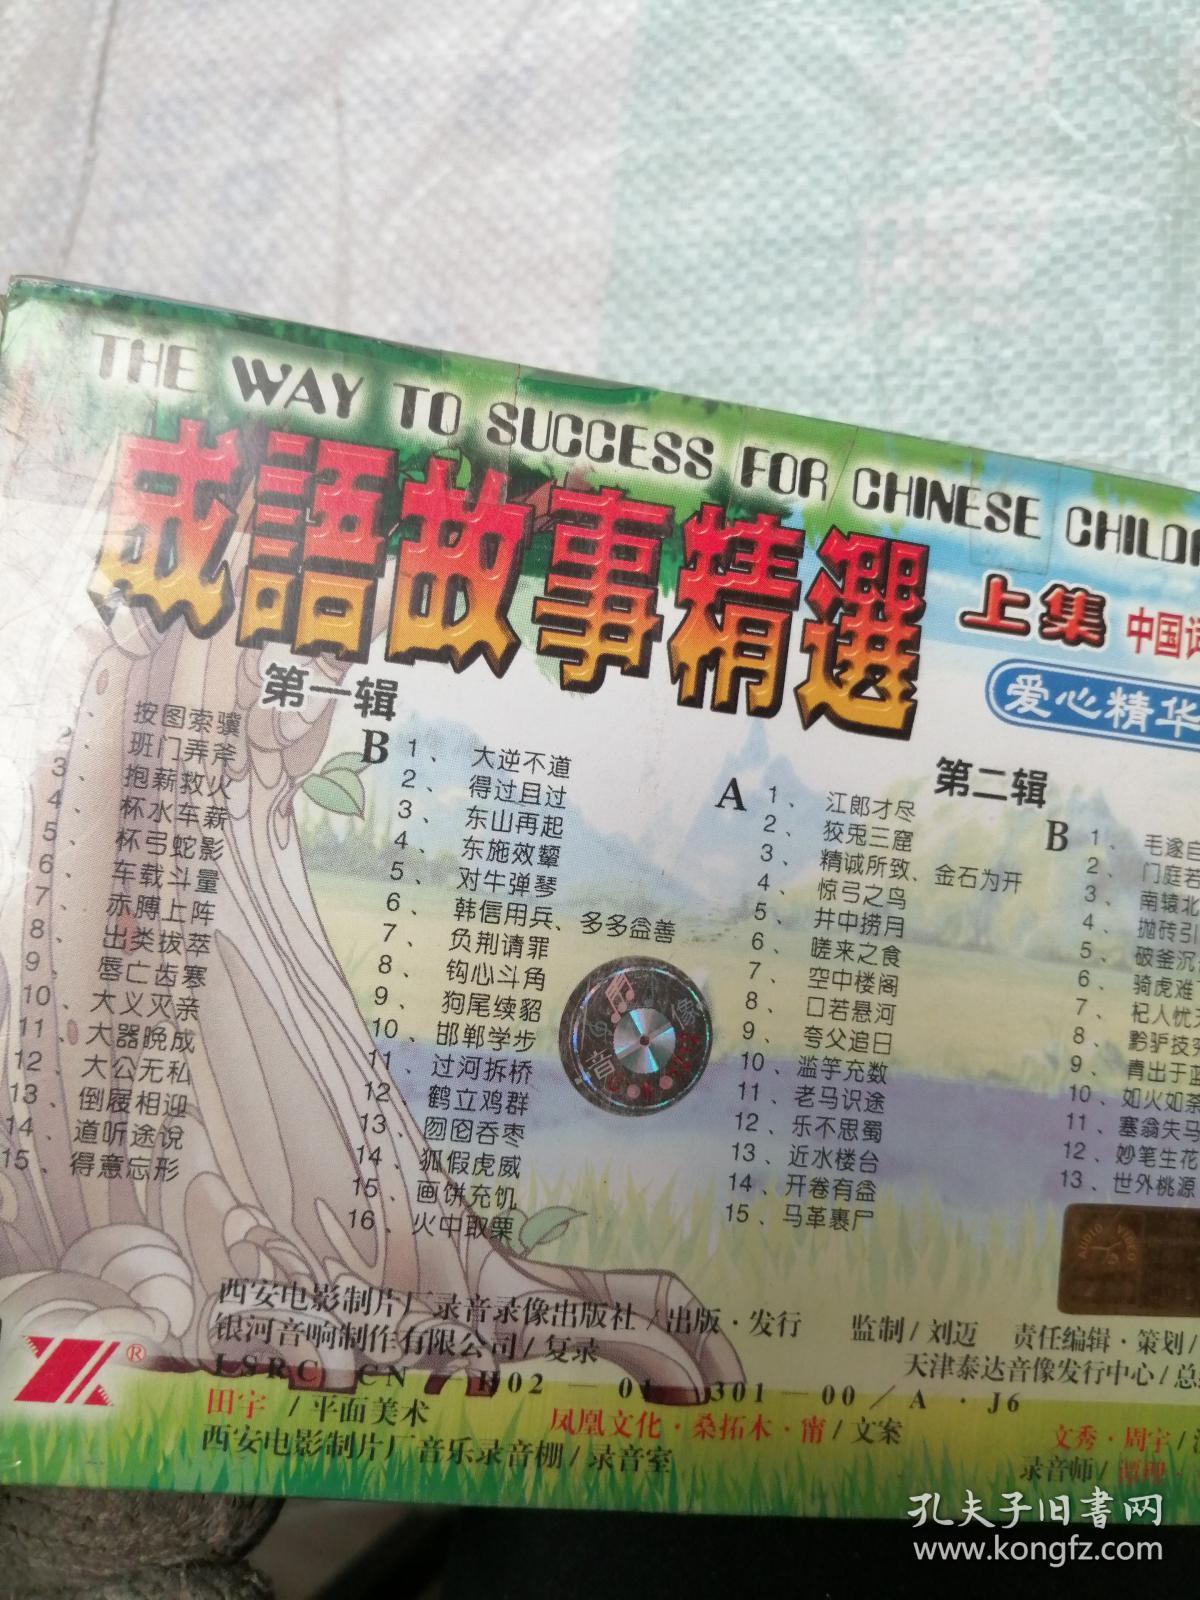 THE WAY TO SUCCESS FOR CHINESE
成語故事精選
上集 中国
爱心精华
第一辑
按图索骥
2、 班门弄斧
3、 抱薪救火
4、 杯水车薪
5、 杯弓蛇影
6、 车载斗量
7、 赤膊上阵
8、 出类拔萃
9、 唇亡齿寒
10、 大义灭亲
11、 大器晚成
12、 大公无私
13、 倒屐相迎
14、 道听途说
15、 得意忘形
B
1、 大逆不道
2、 得过且过
3、 东山再起
4、 东施效颦
5、 对牛弹琴
6、 韩信用兵、多多益善
7、 负荆请罪
8、 钩心斗角
9、 狗尾续貂
10、 邯郸学步
11、 过河拆桥
12、 鹤立鸡群
13、 囫囵吞枣
14、 狐假虎威
15、 画饼充饥
16、 火中取栗
第二辑
A
1、 江郎才尽
2、 狡兔三窟
3、 精诚所致、金石为开
4、 惊弓之鸟
5、 井中捞月
6、 嗟来之食
7、 空中楼阁
8、 口若悬河
9、 夸父追日
10、 滥竽充数
11、 老马识途
12、 乐不思蜀
13、 近水楼台
14、 开卷有益
15、 马革裹尸
B
1、 毛遂自
2、 门庭若
3、 南辕北
4、 抛砖引
5、 破釜沉
6、 骑虎难
7、 杞人忧
8、 黔驴技
9、 青出于
10、 如火如荼
11、 塞翁失马
12、 妙笔生花
13、 世外桃源
音 像
AUDIO VIDEO
西安电影制片厂录音录像出版社/出版·发行 监制/刘迈 责任编辑·策划/
银河音响制作有限公司/复录 天津泰达音像发行中心/总
ISRC CN—H02—01—301—00/A·J6
田宇/平面美术 凤凰文化·桑拓木·甯/文案 文秀·周宇/
西安电影制片厂音乐录音棚/录音室 录音师/
®
孔夫子旧书网
www.kongfz.com